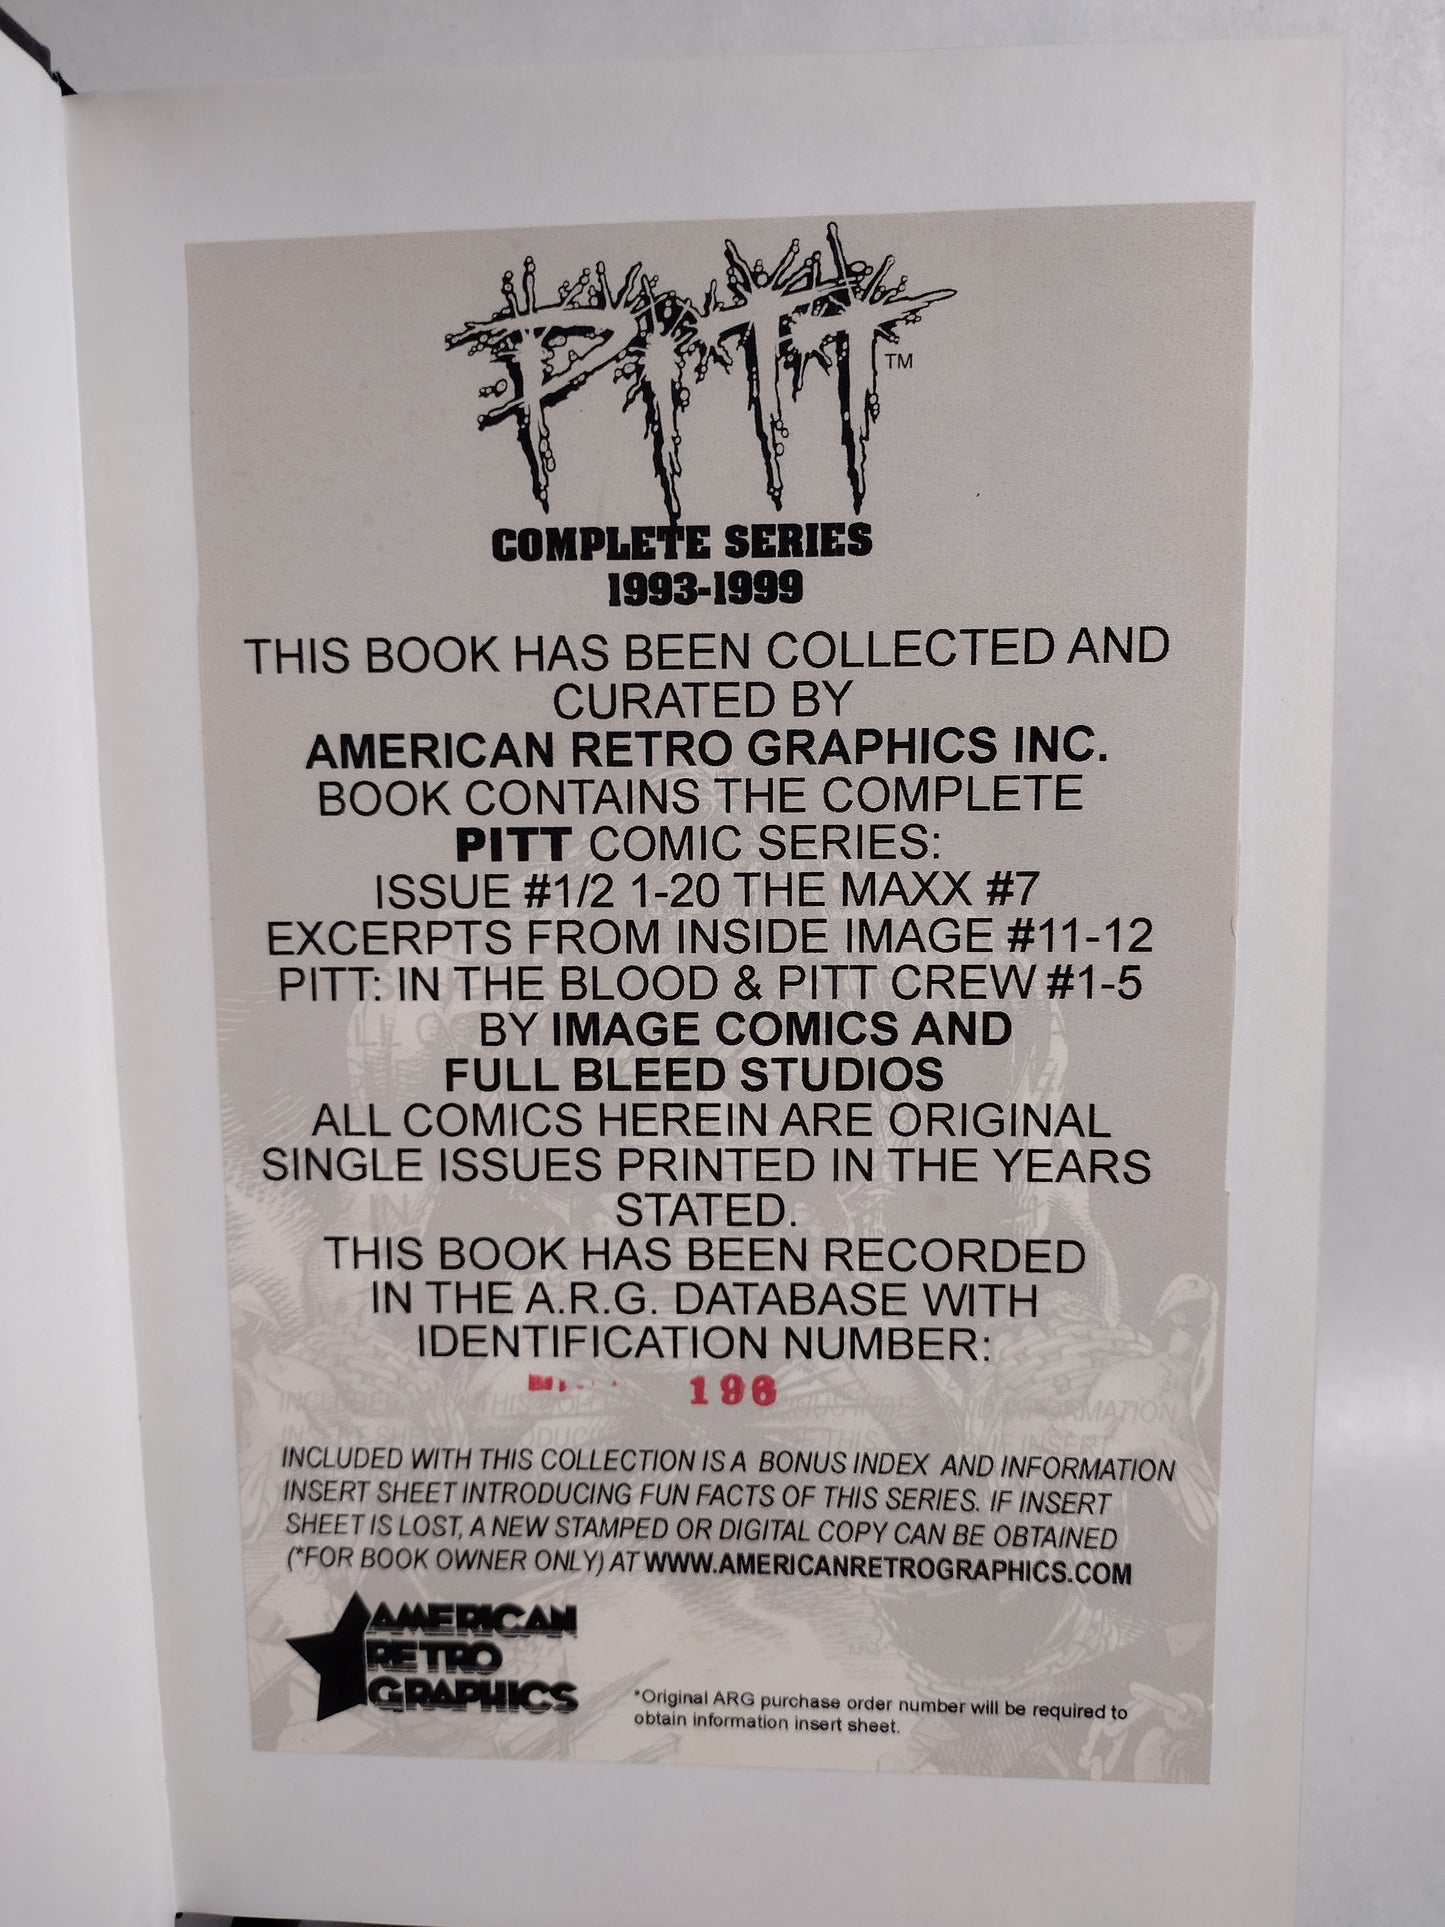 PITT
TM
COMPLETE SERIES
1993-1999
THIS BOOK HAS BEEN COLLECTED AND
CURATED BY
AMERICAN RETRO GRAPHICS INC.
BOOK CONTAINS THE COMPLETE
PITT COMIC SERIES:
ISSUE #1/2 1-20 THE MAXX #7
EXCERPTS FROM INSIDE IMAGE #11-12
PITT: IN THE BLOOD & PITT CREW #1-5
BY IMAGE COMICS AND
FULL BLEED STUDIOS
ALL COMICS HEREIN ARE ORIGINAL
SINGLE ISSUES PRINTED IN THE YEARS
STATED.
THIS BOOK HAS BEEN RECORDED
IN THE A.R.G. DATABASE WITH
IDENTIFICATION NUMBER:
196
INCLUDED WITH THIS COLLECTION IS A BONUS INDEX AND INFORMATION
INSERT SHEET INTRODUCING FUN FACTS OF THIS SERIES. IF INSERT
SHEET IS LOST, A NEW STAMPED OR DIGITAL COPY CAN BE OBTAINED
(*FOR BOOK OWNER ONLY) AT WWW.AMERICANRETROGRAPHICS.COM
AMERICAN
RETRO
GRAPHICS
*Original ARG purchase order number will be required to
obtain information insert sheet.